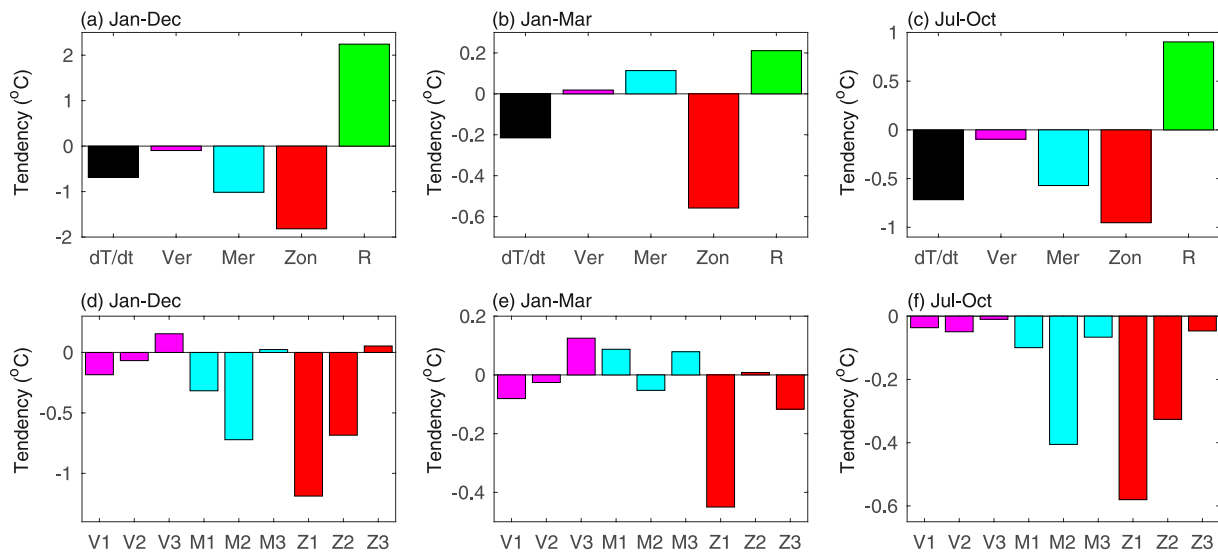 (a) Jan-Dec
Tendency (°C)
2
1
0
-1
-2
dT/dt Ver Mer Zon R
(b) Jan-Mar
Tendency (°C)
0.2
0
-0.2
-0.4
-0.6
dT/dt Ver Mer Zon R
(c) Jul-Oct
Tendency (°C)
1
0.5
0
-0.5
-1
dT/dt Ver Mer Zon R
(d) Jan-Dec
Tendency (°C)
0
-0.5
-1
V1 V2 V3 M1 M2 M3 Z1 Z2 Z3
(e) Jan-Mar
Tendency (°C)
0.2
0
-0.2
-0.4
V1 V2 V3 M1 M2 M3 Z1 Z2 Z3
(f) Jul-Oct
Tendency (°C)
0
-0.2
-0.4
-0.6
V1 V2 V3 M1 M2 M3 Z1 Z2 Z3